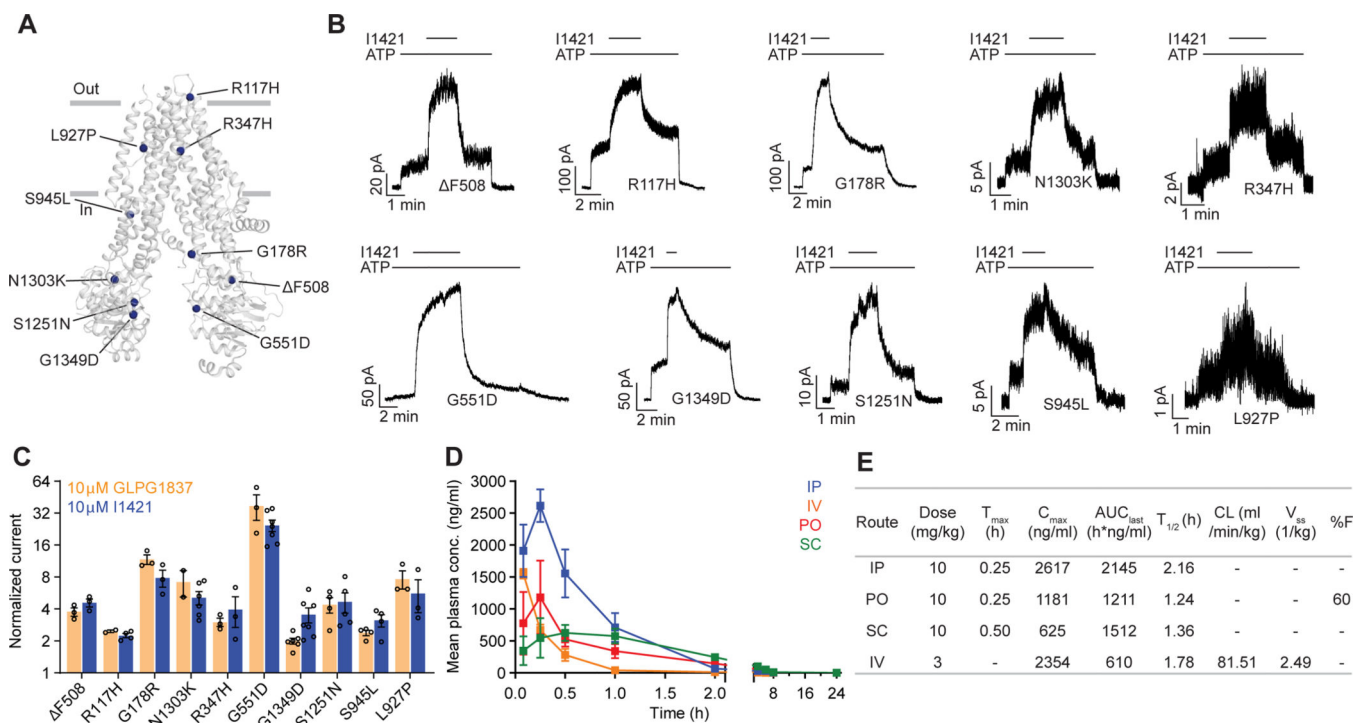 A
Out
R117H
L927P
R347H
S945L
In
G178R
N1303K
ΔF508
S1251N
G551D
G1349D
B
I1421
ATP
20 pA
1 min
ΔF508
I1421
ATP
100 pA
2 min
R117H
I1421
ATP
100 pA
2 min
G178R
I1421
ATP
5 pA
1 min
N1303K
I1421
ATP
2 pA
1 min
R347H
I1421
ATP
50 pA
2 min
G551D
I1421
ATP
50 pA
2 min
G1349D
I1421
ATP
10 pA
1 min
S1251N
I1421
ATP
5 pA
2 min
S945L
I1421
ATP
1 pA
1 min
L927P
C
64
32
16
8
4
2
1
Normalized current
10 µM GLPG1837
10 µM I1421
ΔF508
R117H
G178R
N1303K
R347H
G551D
G1349D
S1251N
S945L
L927P
D
3000
2500
2000
1500
1000
500
0
Mean plasma conc. (ng/ml)
IP
IV
PO
SC
0.0 0.5 1.0 1.5 2.0 8 16 24
Time (h)
E
Route Dose (mg/kg) Tmax (h) Cmax (ng/ml) AUClast (h*ng/ml) T1/2 (h) CL (ml /min/kg) Vss (1/kg) %F
IP 10 0.25 2617 2145 2.16 - - -
PO 10 0.25 1181 1211 1.24 - - 60
SC 10 0.50 625 1512 1.36 - - -
IV 3 - 2354 610 1.78 81.51 2.49 -